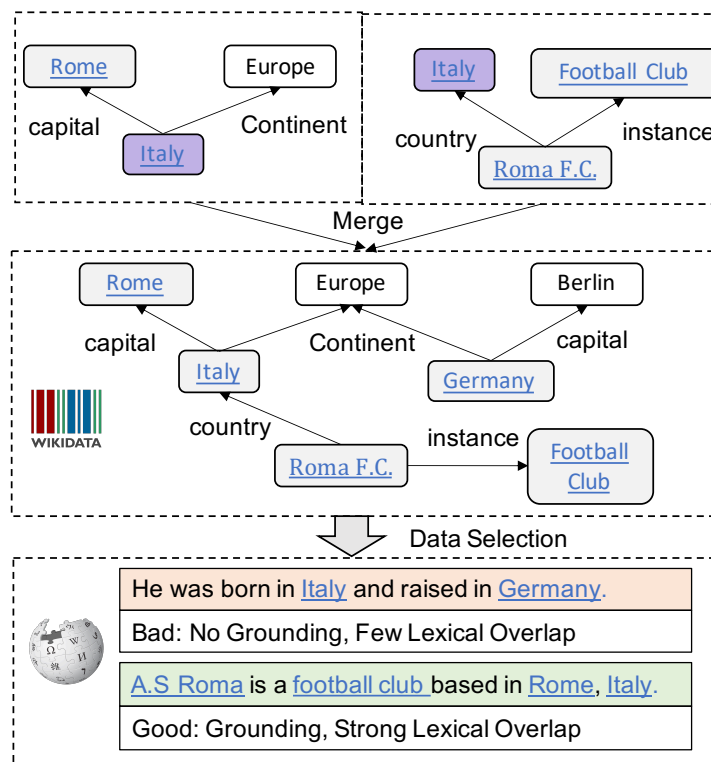 Rome
Europe
capital
Continent
Italy
Italy
Football Club
country
instance
Roma F.C.
Merge
Rome
Europe
Berlin
capital
Continent
capital
Italy
Germany
WIKIDATA
country
instance
Roma F.C.
Football
Club
Data Selection
He was born in Italy and raised in Germany.
Bad: No Grounding, Few Lexical Overlap
A.S Roma is a football club based in Rome, Italy.
Good: Grounding, Strong Lexical Overlap